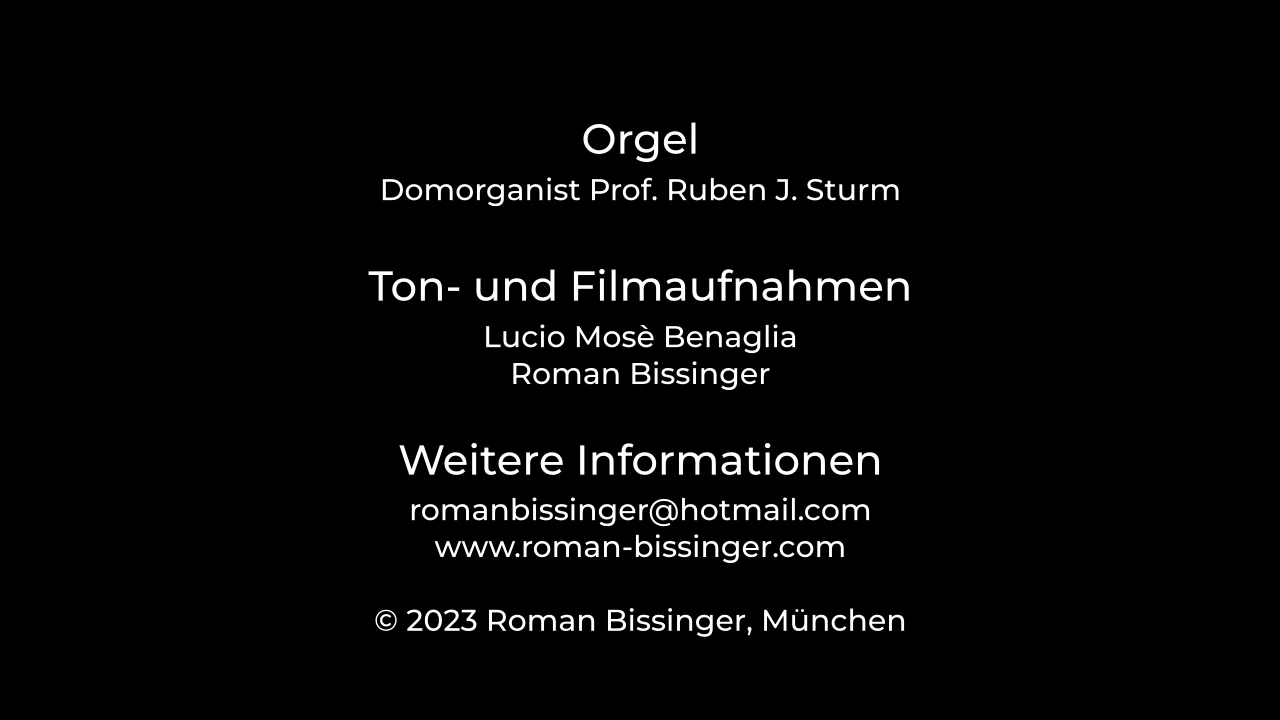 Orgel
Domorganist Prof. Ruben J. Sturm
Ton- und Filmaufnahmen
Lucio Mosè Benaglia
Roman Bissinger
Weitere Informationen
romanbissinger@hotmail.com
www.roman-bissinger.com
© 2023 Roman Bissinger, München